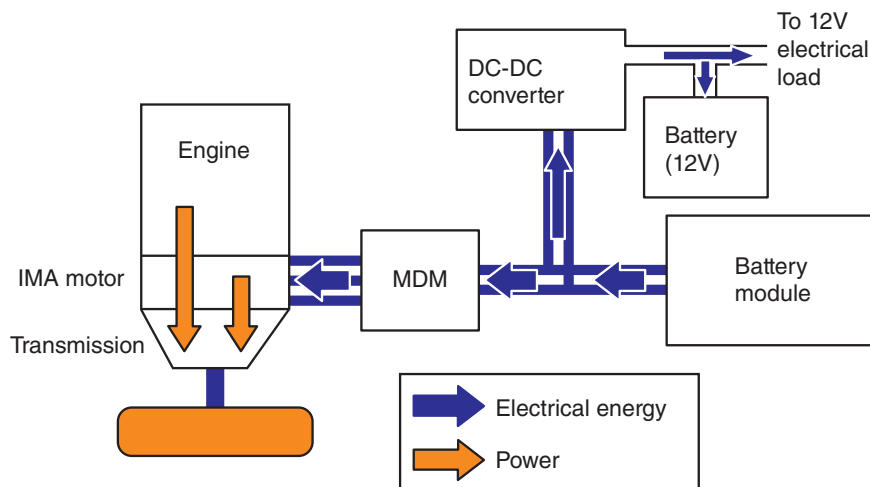 To 12V
electrical
load
DC-DC
converter
Battery
(12V)
Engine
IMA motor
MDM
Battery
module
Transmission
Electrical energy
Power